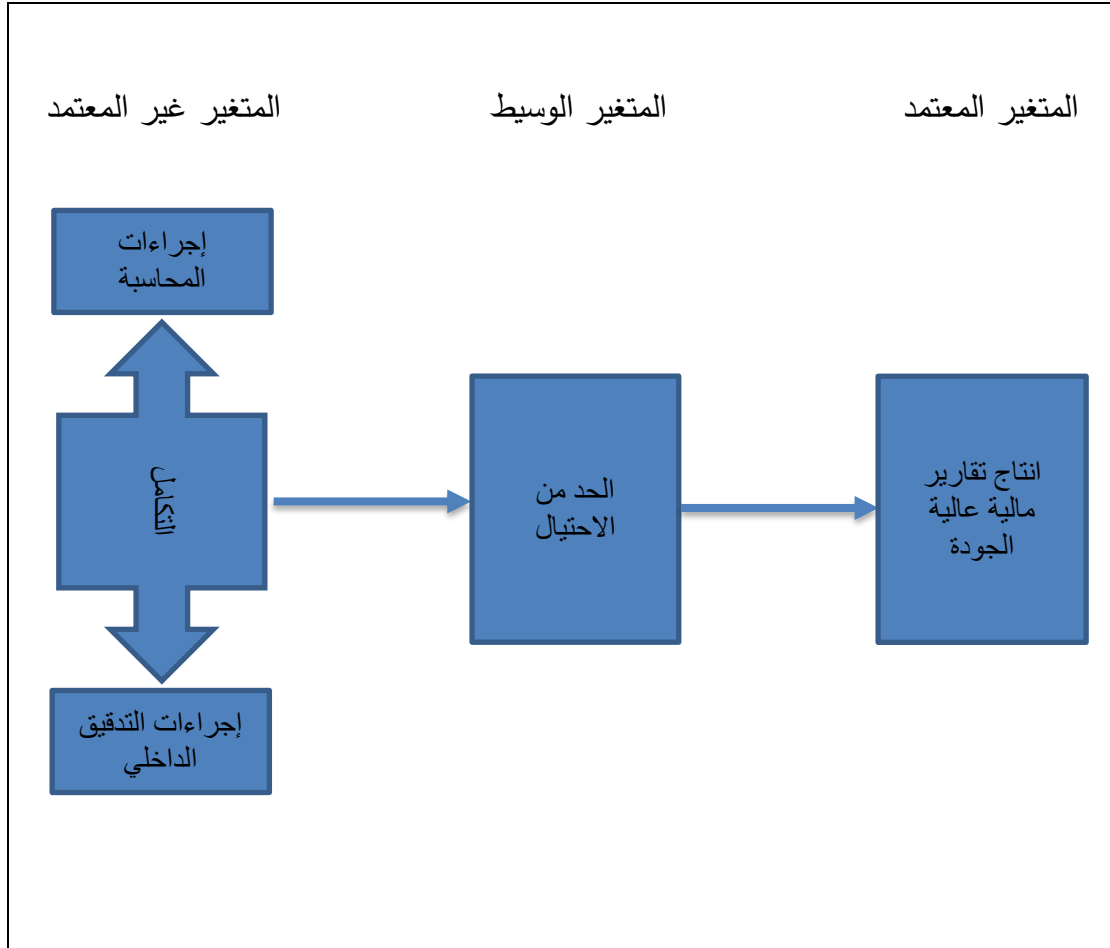 المتغير المعتمد
المتغير الوسيط
المتغير غير المعتمد
إجراءات
المحاسبة
التكامل
إجراءات التدقيق
الداخلي
الحد من
الاحتيال
انتاج تقارير
مالية عالية
الجودة